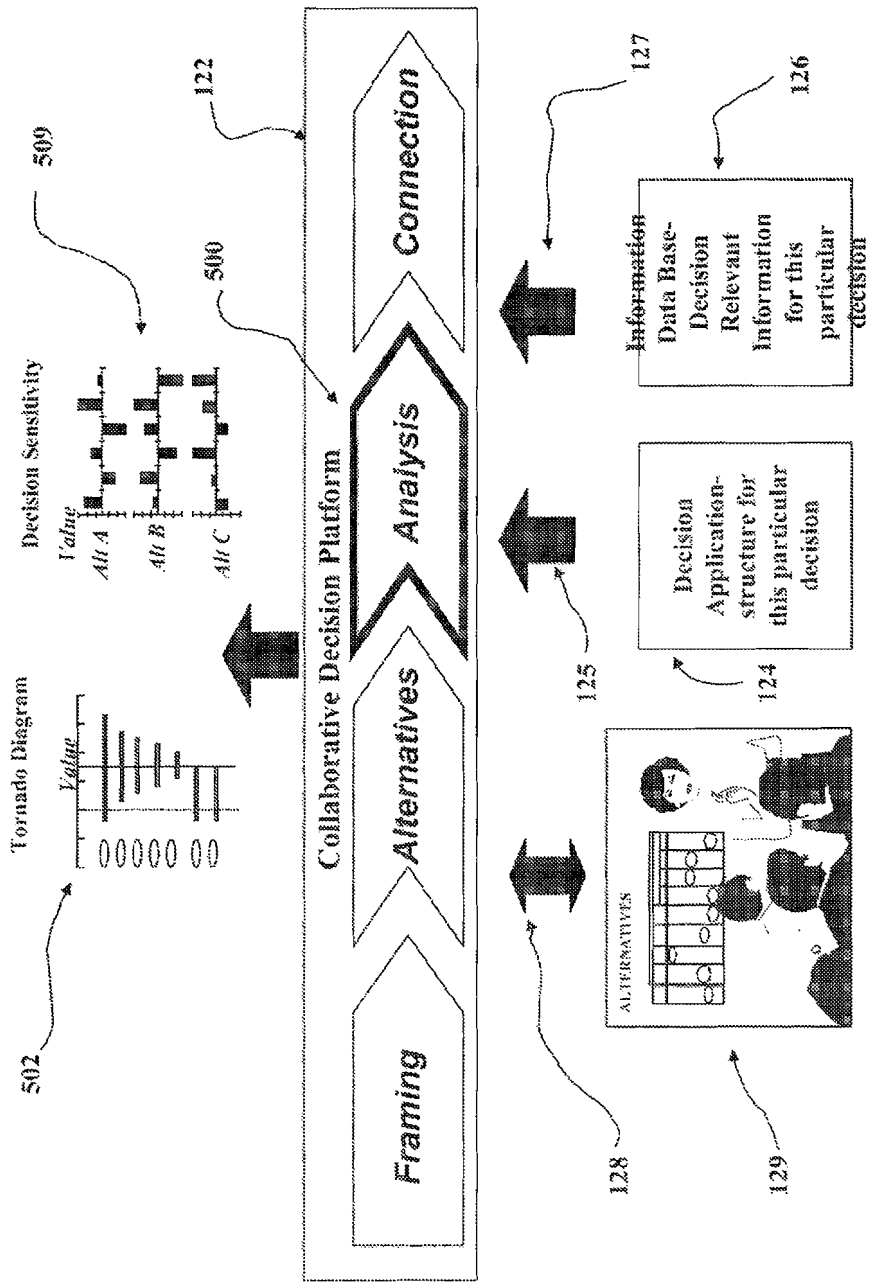 Tornado Diagram
Value
502
Decision Sensitivity
Value
Alt A
Alt B
Alt C
509
500
122
Collaborative Decision Platform
Framing
Alternatives
Analysis
Connection
128
125
127
129
ALTERNATIVES
124
Decision
Application-
structure for
this particular
decision
126
Information
Data Base-
Decision
Relevant
Information
for this
particular
decision